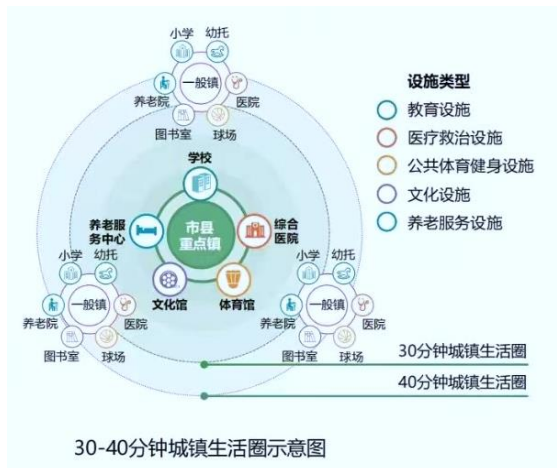 小学
幼托
养老院
一般镇
医院
图书室
球场
设施类型
教育设施
医疗救治设施
公共体育健身设施
文化设施
养老服务设施
学校
养老服
务中心
市县
重点镇
综合
医院
文化馆
体育馆
小学
幼托
养老院
一般镇
医院
图书室
球场
小学
幼托
养老院
一般镇
医院
图书室
球场
30分钟城镇生活圈
40分钟城镇生活圈
30-40分钟城镇生活圈示意图